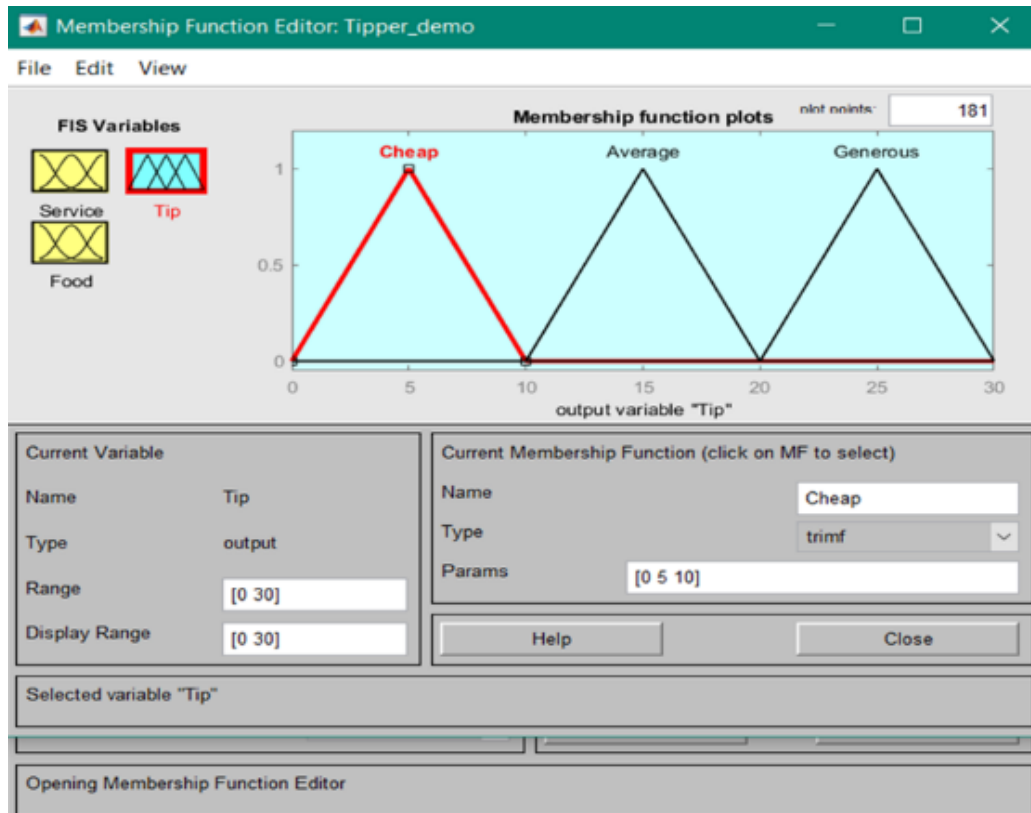 Membership Function Editor: Tipper_demo
File Edit View
FIS Variables
Service
Tip
Food
Membership function plots
plot points:
181
Cheap
Average
Generous
1
0.5
0
0 5 10 15 20 25 30
output variable "Tip"
Current Variable
Name Tip
Type output
Range [0 30]
Display Range [0 30]
Current Membership Function (click on MF to select)
Name Cheap
Type trimf
Params [0 5 10]
Help
Close
Selected variable "Tip"
Opening Membership Function Editor